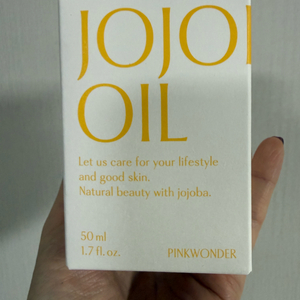 JOJO
OIL
Let us care for your lifestyle
and good skin.
Natural beauty with jojoba.
50 ml
1.7 fl. oz.
PINKWONDER